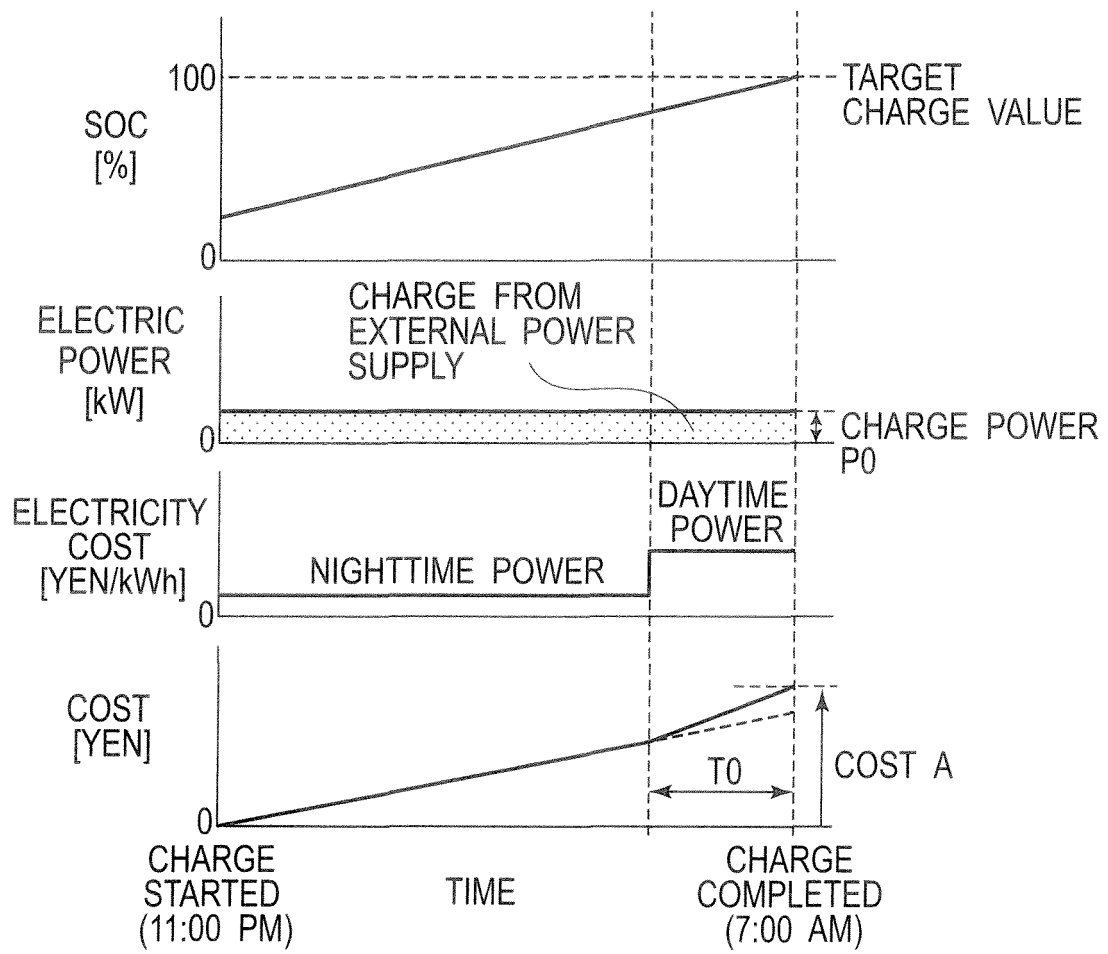 100
SOC
[%]
0
TARGET
CHARGE VALUE
ELECTRIC
POWER
[kW]
0
CHARGE FROM
EXTERNAL POWER
SUPPLY
CHARGE POWER
P0
ELECTRICITY
COST
[YEN/kWh]
0
NIGHTTIME POWER
DAYTIME
POWER
COST
[YEN]
0
T0
COST A
CHARGE
STARTED
(11:00 PM)
TIME
CHARGE
COMPLETED
(7:00 AM)